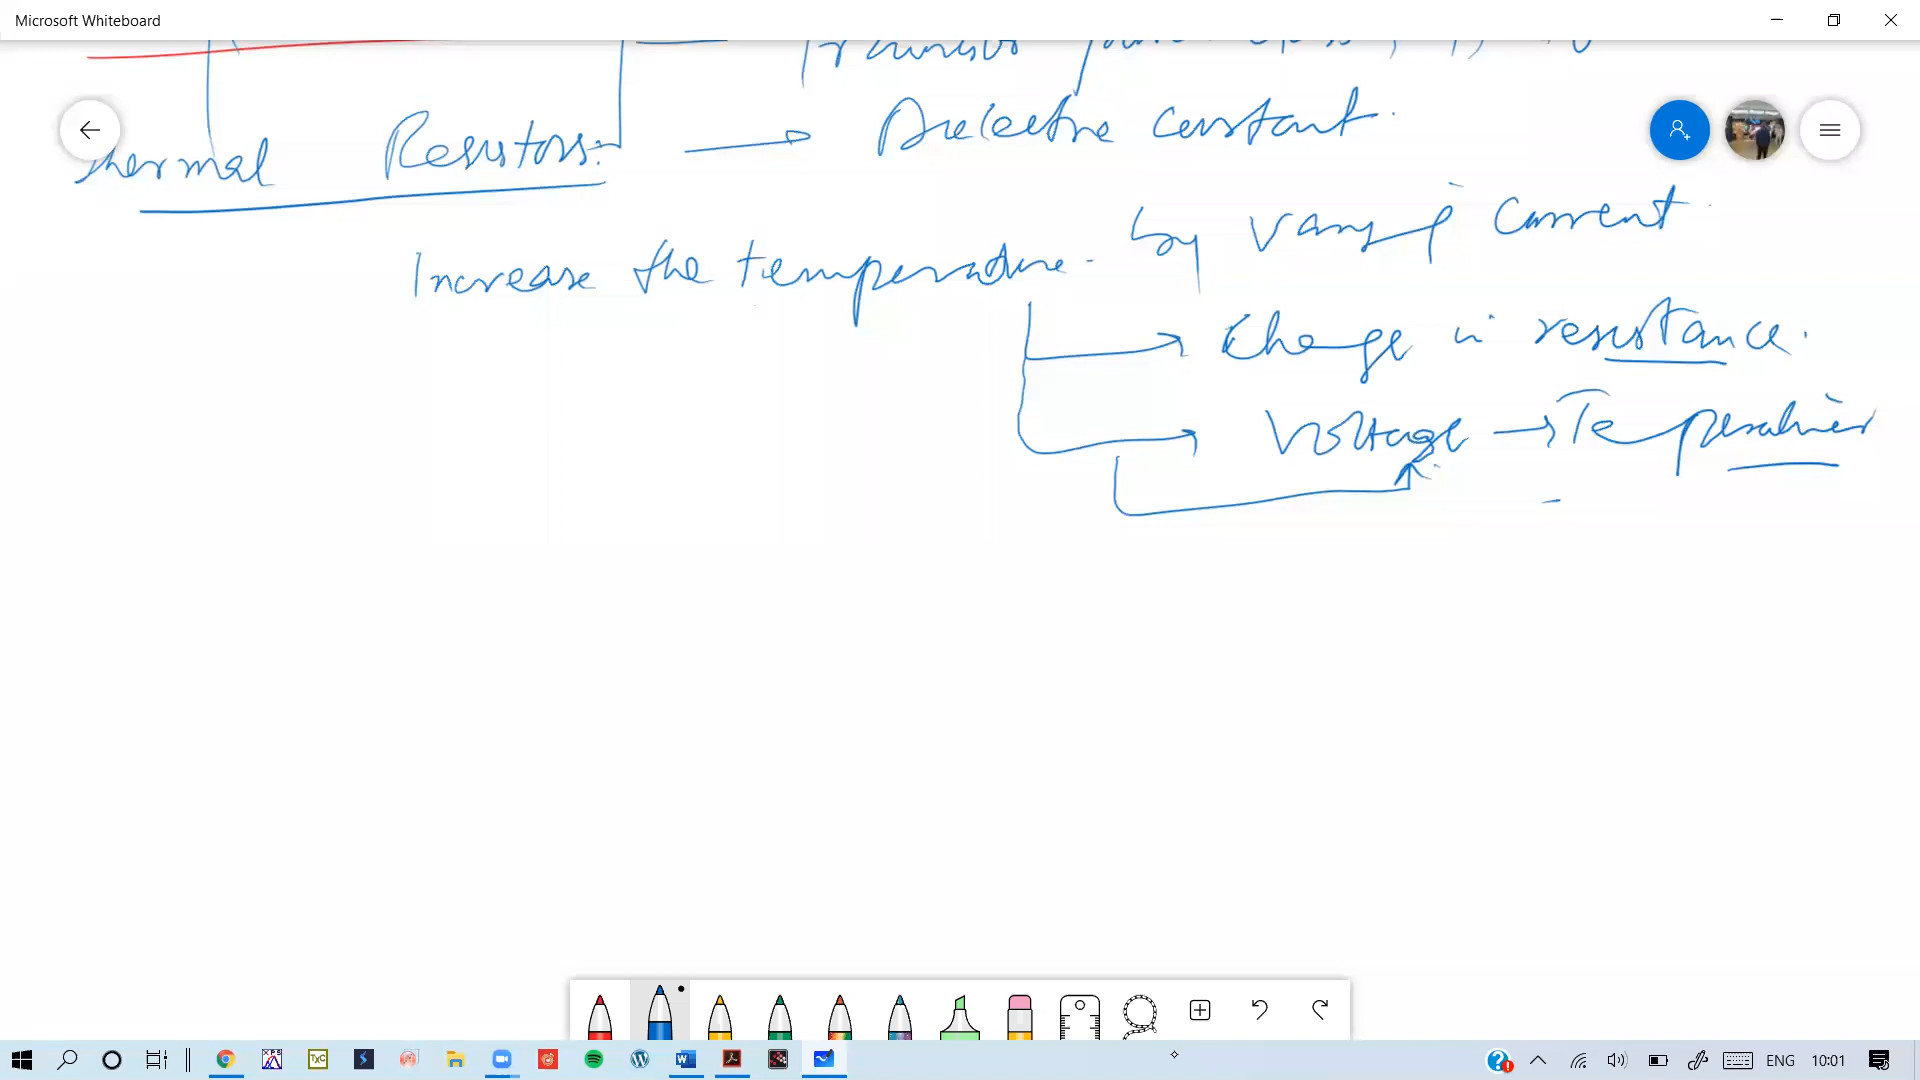 Microsoft Whiteboard
Thermal Resistors:- → Dielectric constant.
Increase the temperature. by varying current
→ Change in resistance.
→ Voltage → Temperature
ENG 10:01